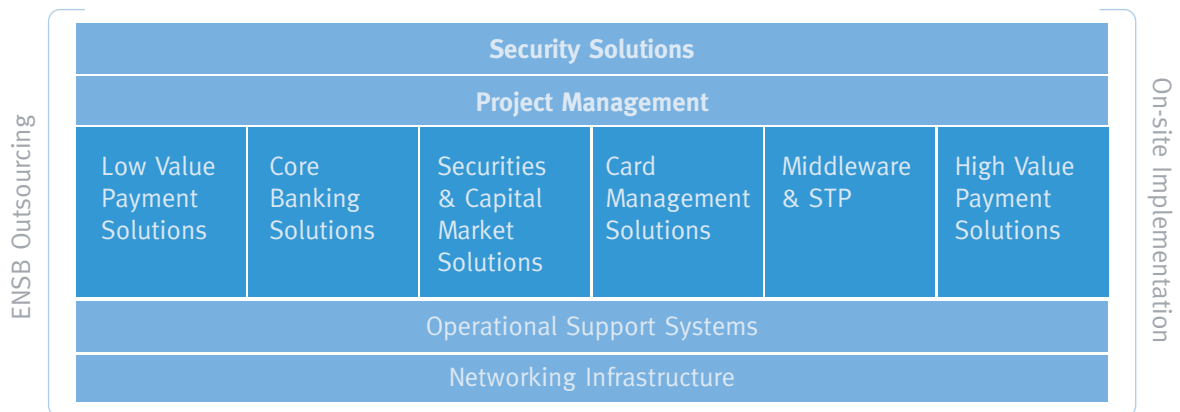 Security Solutions
Project Management
ENSB Outsourcing
Low Value
Payment
Solutions
Core
Banking
Solutions
Securities
& Capital
Market
Solutions
Card
Management
Solutions
Middleware
& STP
High Value
Payment
Solutions
On-site Implementation
Operational Support Systems
Networking Infrastructure